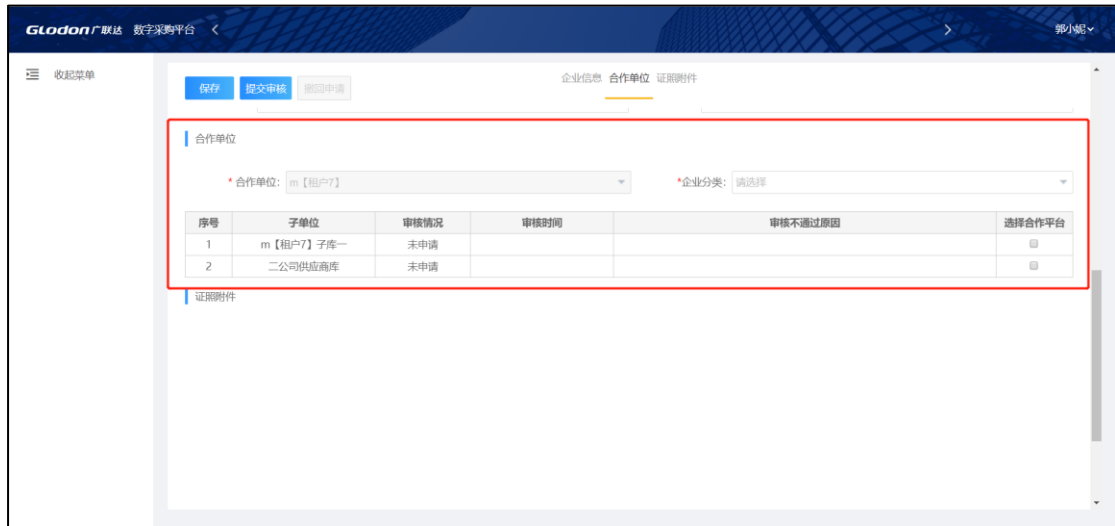 GLodon广联达 数字采购平台 郭小妮
收起菜单
企业信息 合作单位 证照附件
保存 提交审核 撤回申请
合作单位
*合作单位: m【租户7】 *企业分类: 请选择
序号 子单位 审核情况 审核时间 审核不通过原因 选择合作平台
1 m【租户7】子库一 未申请
2 二公司供应商库 未申请
证照附件